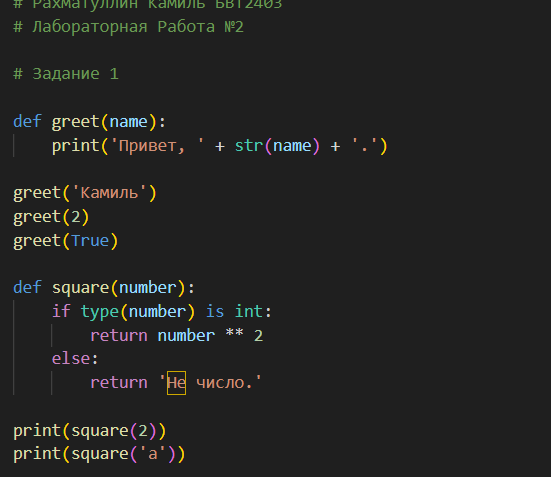 # Рахматуллин Камиль БВТ2403
# Лабораторная Работа №2
# Задание 1
def greet(name):
print('Привет, ' + str(name) + '.')
greet('Камиль')
greet(2)
greet(True)
def square(number):
if type(number) is int:
return number ** 2
else:
return 'Не число.'
print(square(2))
print(square('a'))